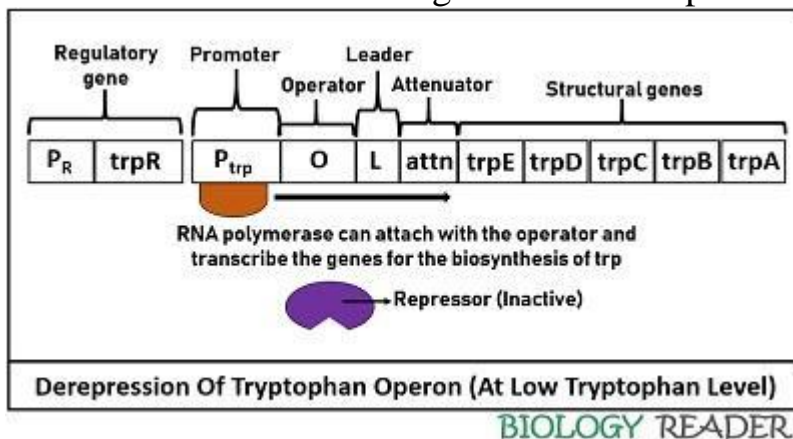 Regulatory gene
Promoter
Operator
Leader
Attenuator
Structural genes
PR trpR Ptrp O L attn trpE trpD trpC trpB trpA
RNA polymerase can attach with the operator and
transcribe the genes for the biosynthesis of trp
Repressor (Inactive)
Derepression Of Tryptophan Operon (At Low Tryptophan Level)
BIOLOGY READER